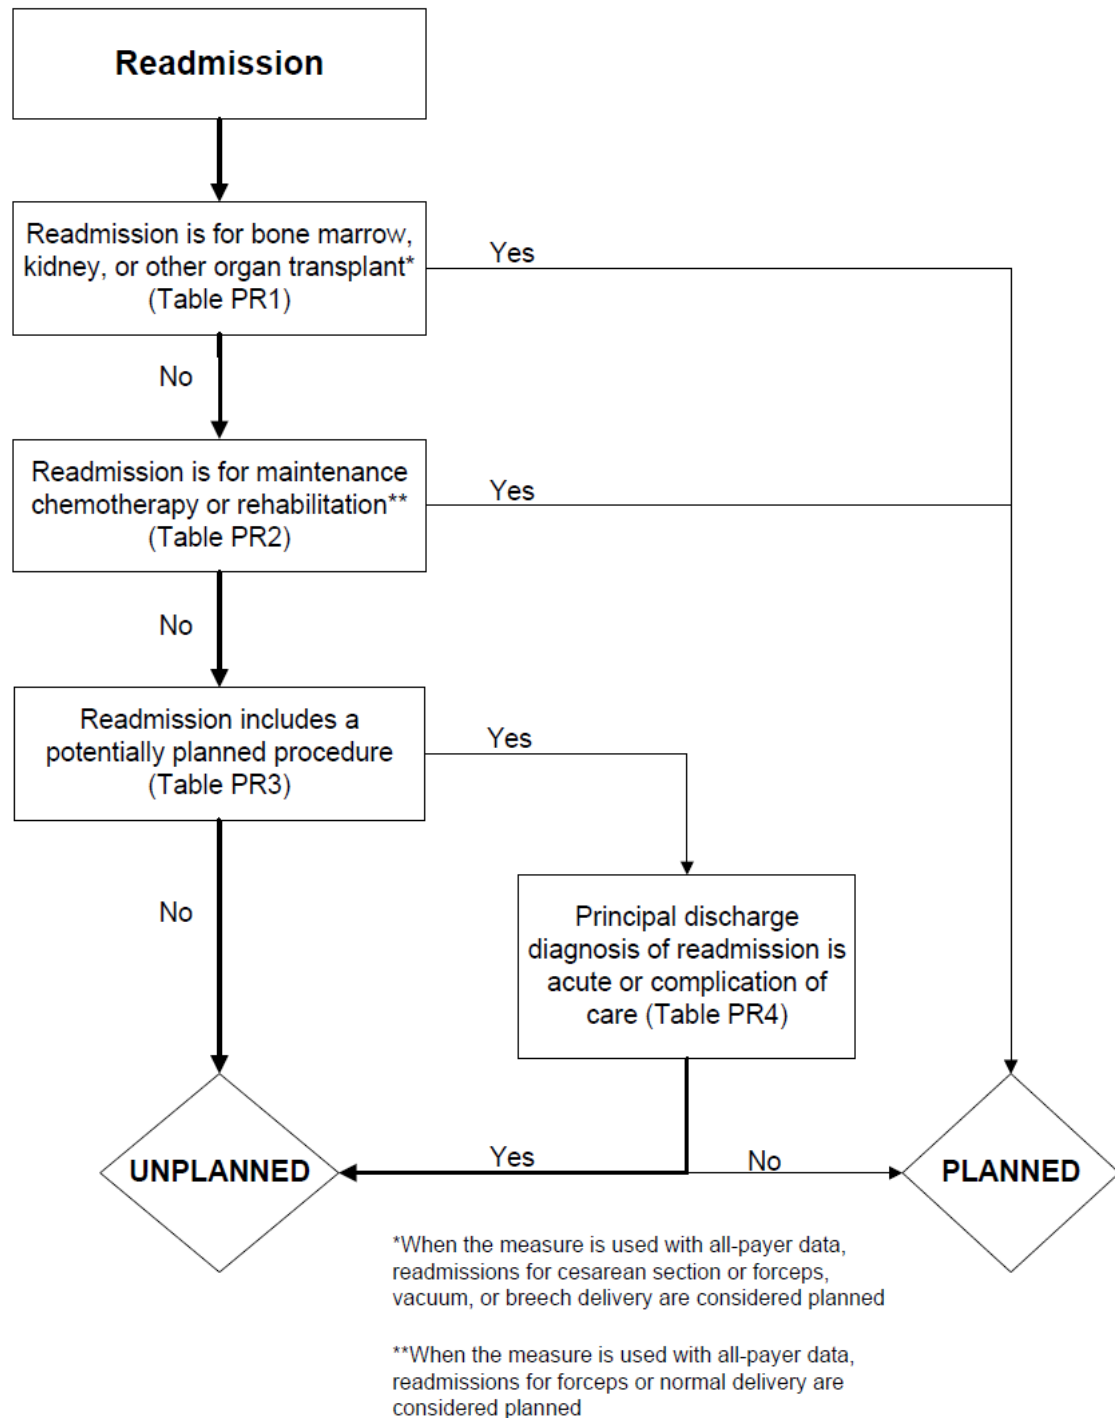 Readmission
Readmission is for bone marrow,
kidney, or other organ transplant*
(Table PR1)
Yes
No
Readmission is for maintenance
chemotherapy or rehabilitation**
(Table PR2)
Yes
No
Readmission includes a
potentially planned procedure
(Table PR3)
Yes
No
Principal discharge
diagnosis of readmission is
acute or complication of
care (Table PR4)
UNPLANNED
Yes
No
PLANNED
*When the measure is used with all-payer data,
readmissions for cesarean section or forceps,
vacuum, or breech delivery are considered planned
**When the measure is used with all-payer data,
readmissions for forceps or normal delivery are
considered planned